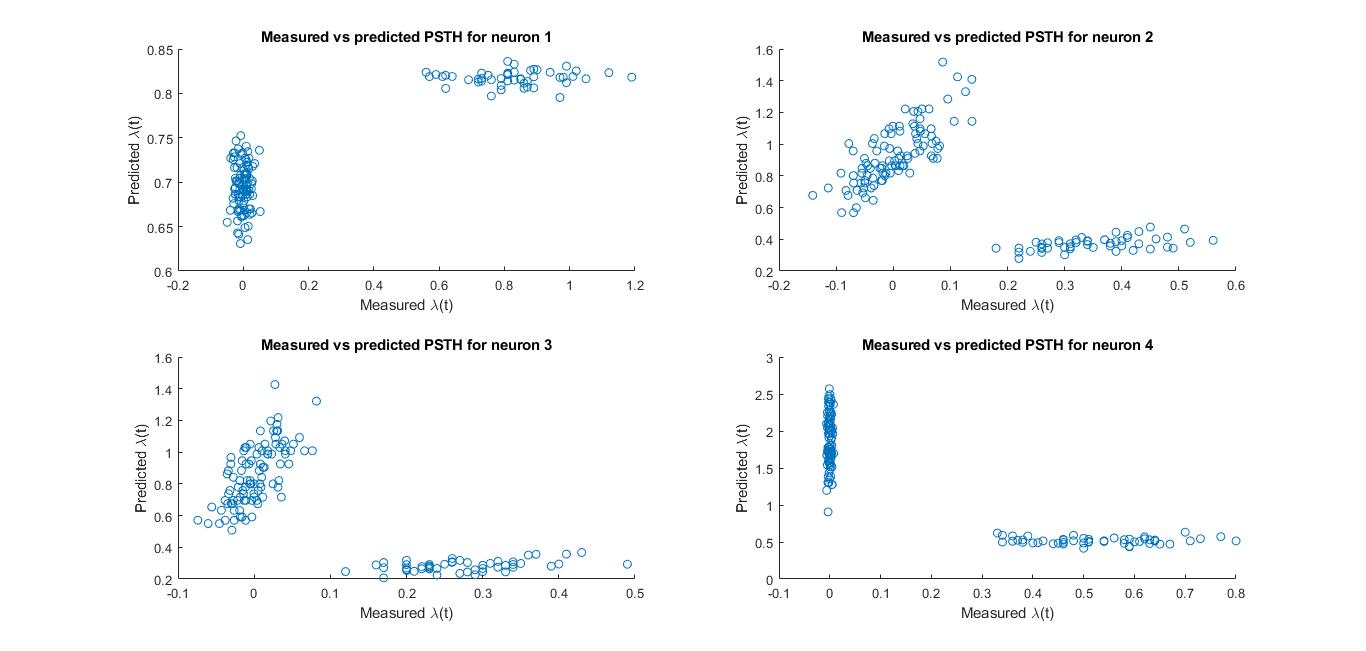 Measured vs predicted PSTH for neuron 1
0.85
0.8
0.75
0.7
0.65
0.6
Predicted λ(t)
-0.2 0 0.2 0.4 0.6 0.8 1 1.2
Measured λ(t)
Measured vs predicted PSTH for neuron 2
1.6
1.4
1.2
1
0.8
0.6
0.4
0.2
Predicted λ(t)
-0.2 -0.1 0 0.1 0.2 0.3 0.4 0.5 0.6
Measured λ(t)
Measured vs predicted PSTH for neuron 3
1.6
1.4
1.2
1
0.8
0.6
0.4
0.2
Predicted λ(t)
-0.1 0 0.1 0.2 0.3 0.4 0.5
Measured λ(t)
Measured vs predicted PSTH for neuron 4
3
2.5
2
1.5
1
0.5
0
Predicted λ(t)
-0.1 0 0.1 0.2 0.3 0.4 0.5 0.6 0.7 0.8
Measured λ(t)